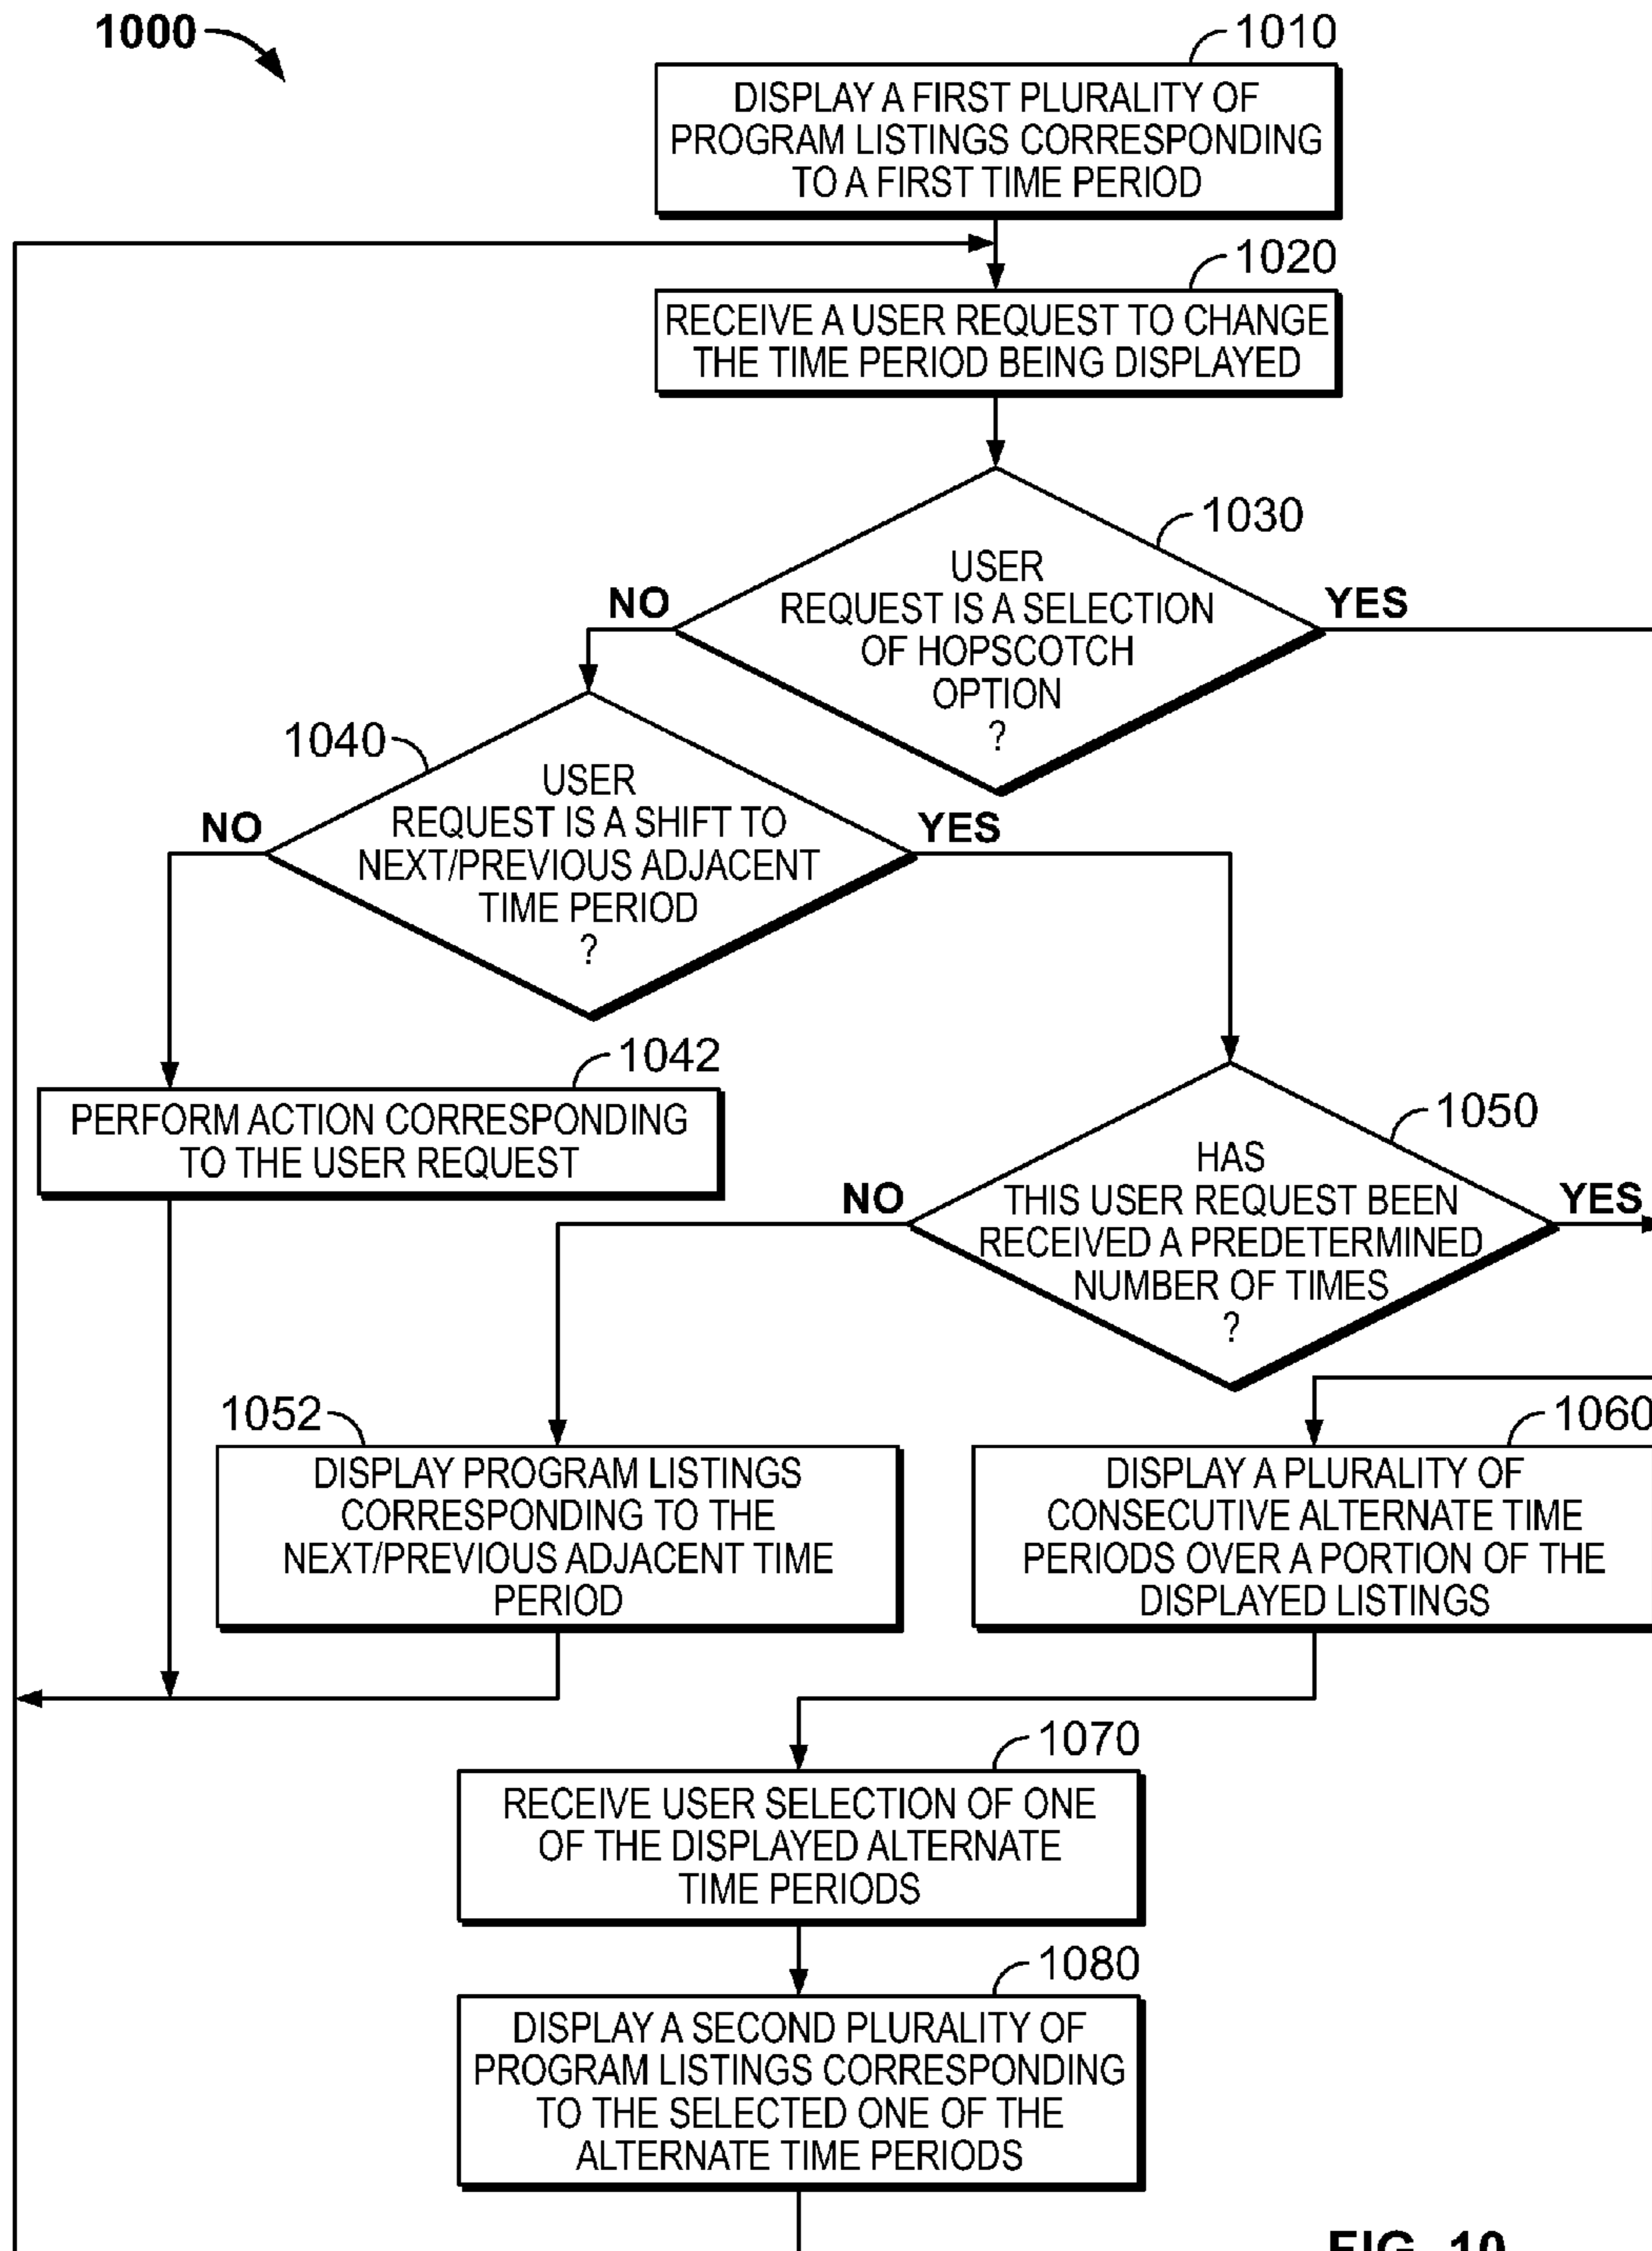 1000
1010
DISPLAY A FIRST PLURALITY OF
PROGRAM LISTINGS CORRESPONDING
TO A FIRST TIME PERIOD
1020
RECEIVE A USER REQUEST TO CHANGE
THE TIME PERIOD BEING DISPLAYED
1030
USER
REQUEST IS A SELECTION
OF HOPSCOTCH
OPTION
?
NO
YES
1040
USER
REQUEST IS A SHIFT TO
NEXT/PREVIOUS ADJACENT
TIME PERIOD
?
NO
YES
1042
PERFORM ACTION CORRESPONDING
TO THE USER REQUEST
1050
HAS
THIS USER REQUEST BEEN
RECEIVED A PREDETERMINED
NUMBER OF TIMES
?
NO
YES
1052
DISPLAY PROGRAM LISTINGS
CORRESPONDING TO THE
NEXT/PREVIOUS ADJACENT TIME
PERIOD
1060
DISPLAY A PLURALITY OF
CONSECUTIVE ALTERNATE TIME
PERIODS OVER A PORTION OF THE
DISPLAYED LISTINGS
1070
RECEIVE USER SELECTION OF ONE
OF THE DISPLAYED ALTERNATE
TIME PERIODS
1080
DISPLAY A SECOND PLURALITY OF
PROGRAM LISTINGS CORRESPONDING
TO THE SELECTED ONE OF THE
ALTERNATE TIME PERIODS
FIG. 10